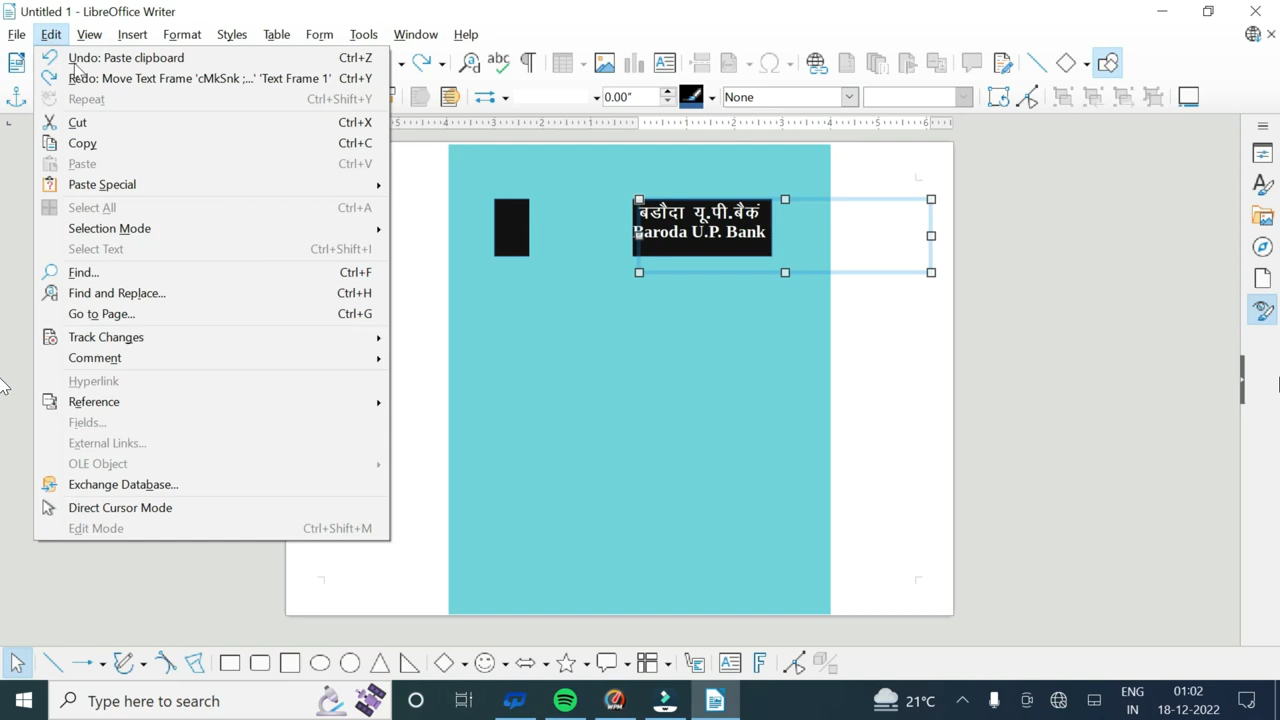 Untitled 1 - LibreOffice Writer
File Edit View Insert Format Styles Table Form Tools Window Help
Undo: Paste clipboard Ctrl+Z
Redo: Move Text Frame 'cMkSnk ;...' 'Text Frame 1' Ctrl+Y
Repeat Ctrl+Shift+Y
0.00"
None
Cut Ctrl+X
Copy Ctrl+C
Paste Ctrl+V
Paste Special
Select All Ctrl+A
Selection Mode
Select Text Ctrl+Shift+I
Find... Ctrl+F
Find and Replace... Ctrl+H
Go to Page... Ctrl+G
Track Changes
Comment
Hyperlink
Reference
Fields...
External Links...
OLE Object
Exchange Database...
Direct Cursor Mode
Edit Mode Ctrl+Shift+M
बडौदा यू.पी.बैकं
Baroda U.P. Bank
Type here to search
21°C
ENG
IN
01:02
18-12-2022